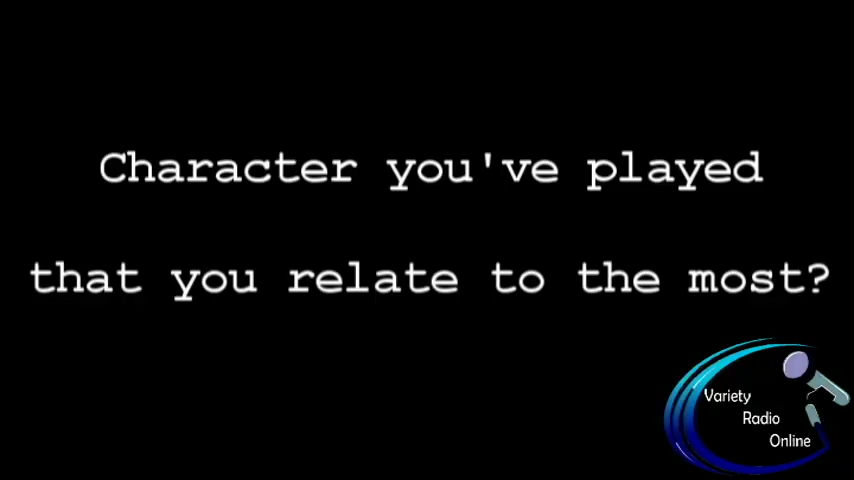 Character you've played
that you relate to the most?
Variety
Radio
Online